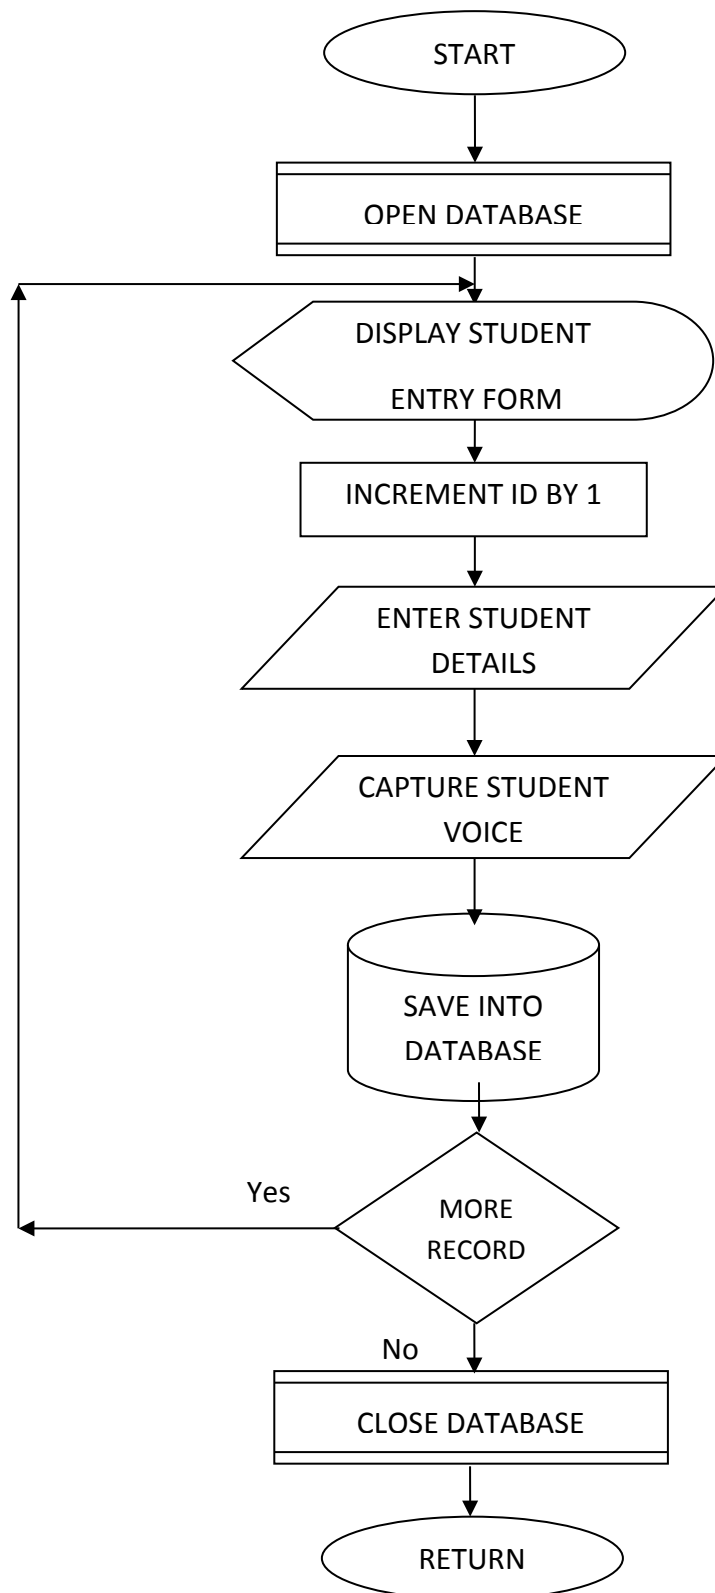 START
OPEN DATABASE
DISPLAY STUDENT
ENTRY FORM
INCREMENT ID BY 1
ENTER STUDENT
DETAILS
CAPTURE STUDENT
VOICE
SAVE INTO
DATABASE
Yes
MORE
RECORD
No
CLOSE DATABASE
RETURN